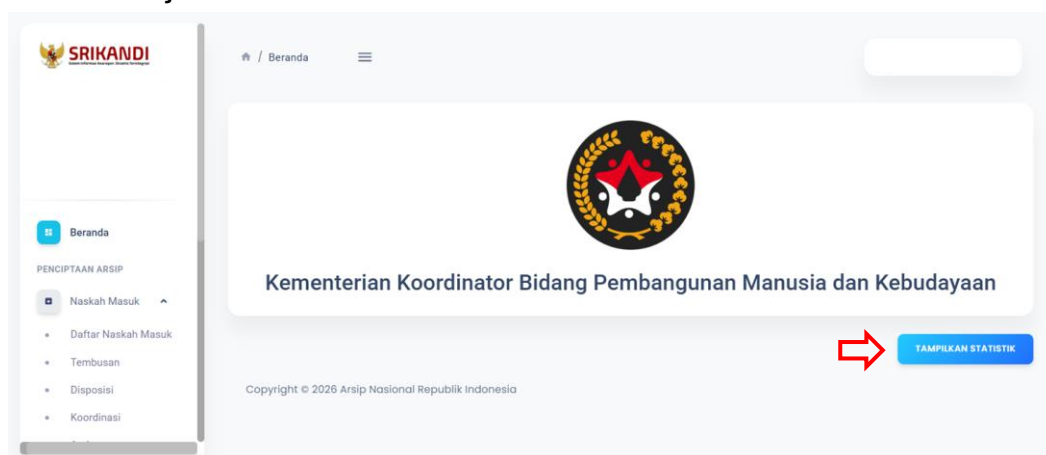 SRIKANDI
/ Beranda
Kementerian Koordinator Bidang Pembangunan Manusia dan Kebudayaan
TAMPILKAN STATISTIK
Copyright © 2026 Arsip Nasional Republik Indonesia
Beranda
PENCIPTAAN ARSIP
Naskah Masuk
Daftar Naskah Masuk
Tembusan
Disposisi
Koordinasi